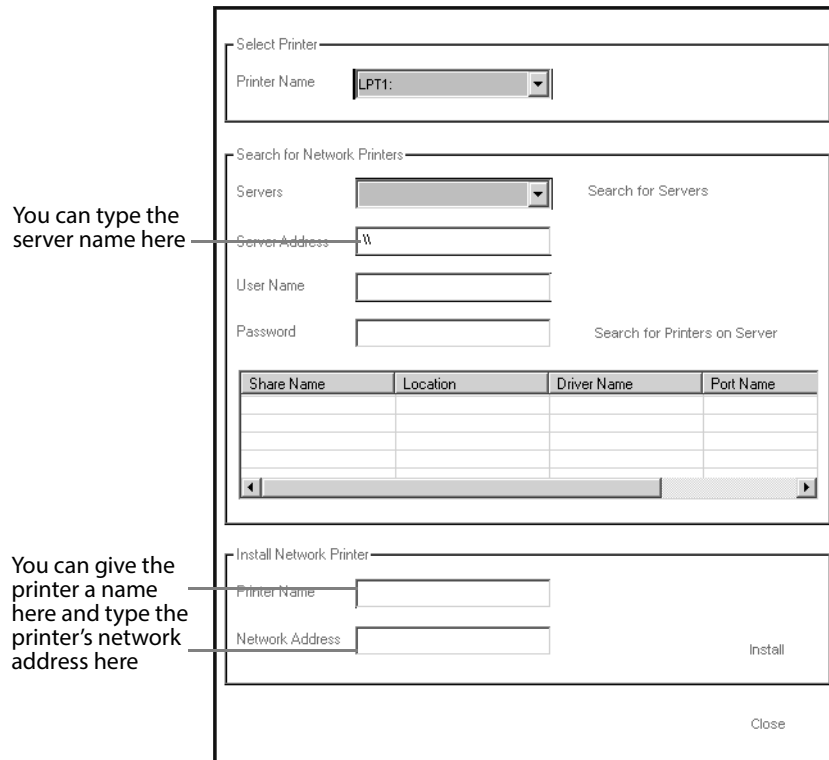 Select Printer
Printer Name LPT1:
Search for Network Printers
Servers Search for Servers
You can type the
server name here
Server Address \\
User Name
Password Search for Printers on Server
Share Name Location Driver Name Port Name
Install Network Printer
You can give the
printer a name
here and type the
printer’s network
address here
Printer Name
Network Address Install
Close